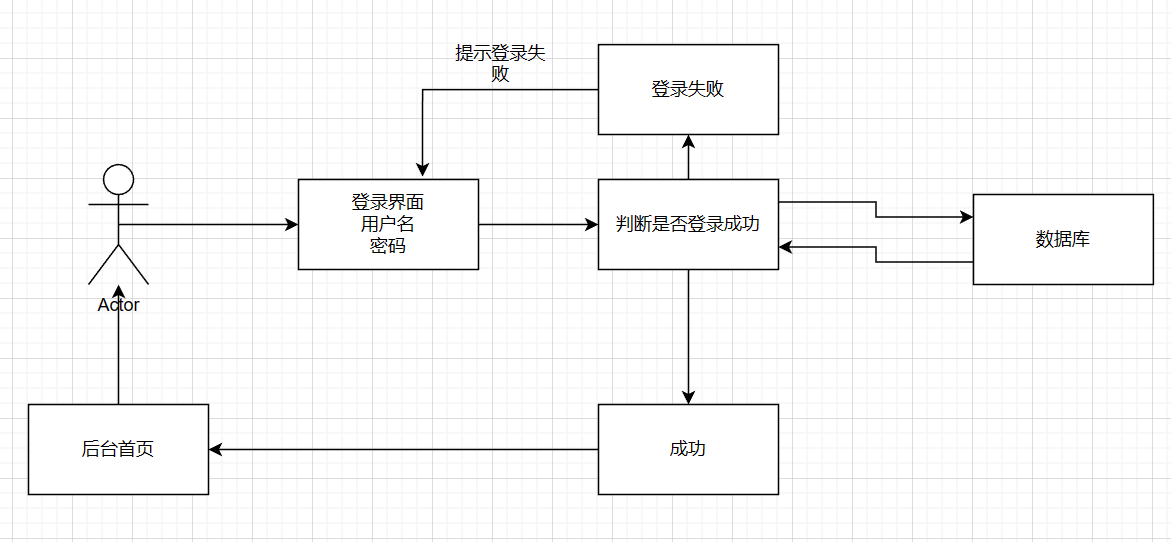 提示登录失
败
登录失败
登录界面
用户名
密码
判断是否登录成功
数据库
Actor
后台首页
成功